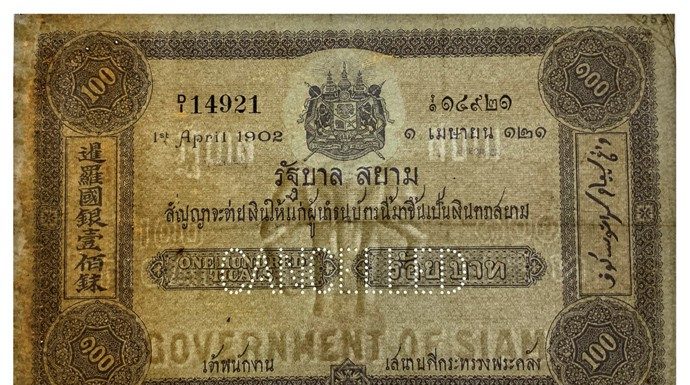 100
๑๐๐
D/1 14921
ง/๑ ๑๔๙๒๑
1st April 1902
๑ เมษายน ๑๒๑
รัฐบาล สยาม
สัญญาจะจ่ายเงินให้แก่ผู้นำธนบัตรนี้มาขึ้นเป็นเงินตราสยาม
暹羅國銀壹佰銖
ONE HUNDRED
TICALS
ร้อย บาท
CANCELLED
GOVERNMENT OF SIAM
เจ้าพนักงาน
เสนาบดีกระทรวงพระคลัง
๑๐๐
100